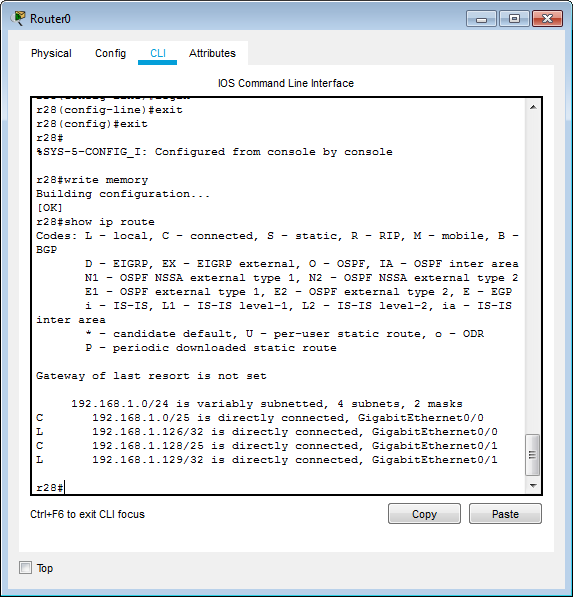 Router0
Physical Config CLI Attributes
IOS Command Line Interface
r28(config-line)#exit
r28(config)#exit
r28#
%SYS-5-CONFIG_I: Configured from console by console
r28#write memory
Building configuration...
[OK]
r28#show ip route
Codes: L - local, C - connected, S - static, R - RIP, M - mobile, B -
BGP
D - EIGRP, EX - EIGRP external, O - OSPF, IA - OSPF inter area
N1 - OSPF NSSA external type 1, N2 - OSPF NSSA external type 2
E1 - OSPF external type 1, E2 - OSPF external type 2, E - EGP
i - IS-IS, L1 - IS-IS level-1, L2 - IS-IS level-2, ia - IS-IS
inter area
* - candidate default, U - per-user static route, o - ODR
P - periodic downloaded static route
Gateway of last resort is not set
192.168.1.0/24 is variably subnetted, 4 subnets, 2 masks
C 192.168.1.0/25 is directly connected, GigabitEthernet0/0
L 192.168.1.126/32 is directly connected, GigabitEthernet0/0
C 192.168.1.128/25 is directly connected, GigabitEthernet0/1
L 192.168.1.129/32 is directly connected, GigabitEthernet0/1
r28#
Ctrl+F6 to exit CLI focus
Copy Paste
Top